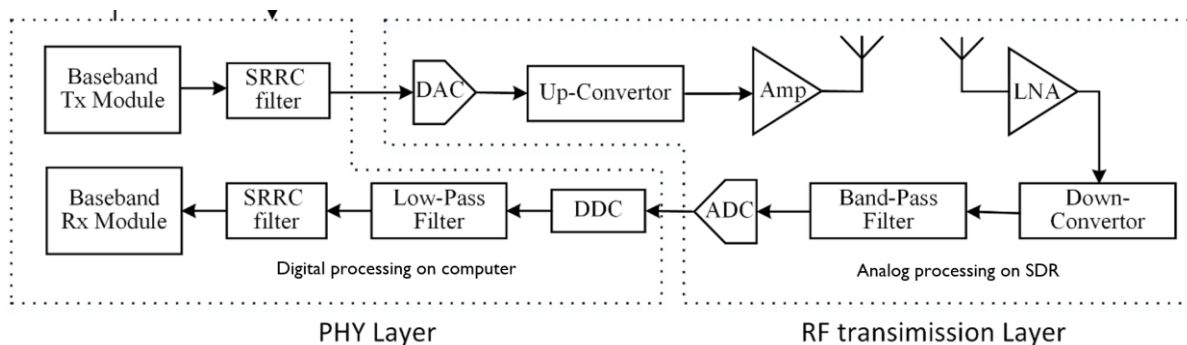 Baseband
Tx Module
SRRC
filter
DAC
Up-Convertor
Amp
LNA
Baseband
Rx Module
SRRC
filter
Low-Pass
Filter
DDC
ADC
Band-Pass
Filter
Down-
Convertor
Digital processing on computer
Analog processing on SDR
PHY Layer
RF transimission Layer